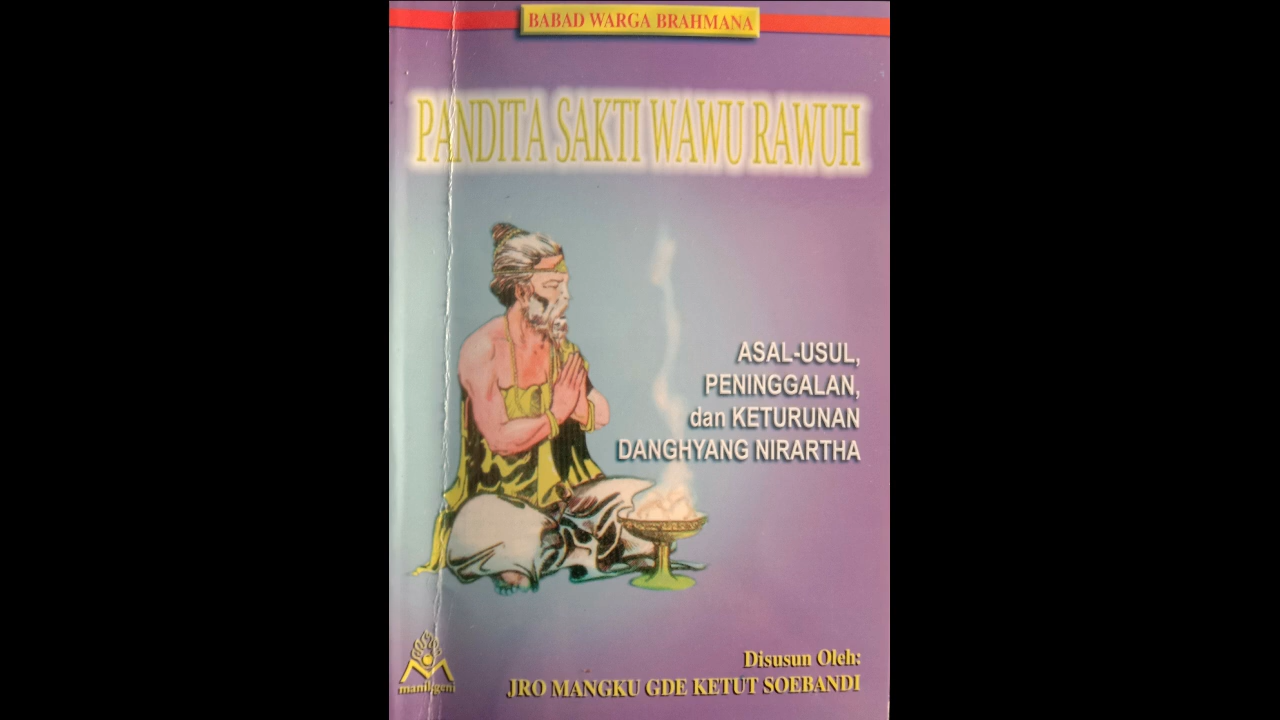 BABAD WARGA BRAHMANA
PANDITA SAKTI WAWU RAWUH
ASAL-USUL,
PENINGGALAN,
dan KETURUNAN
DANGHYANG NIRARTHA
Disusun Oleh:
JRO MANGKU GDE KETUT SOEBANDI
manikgeni